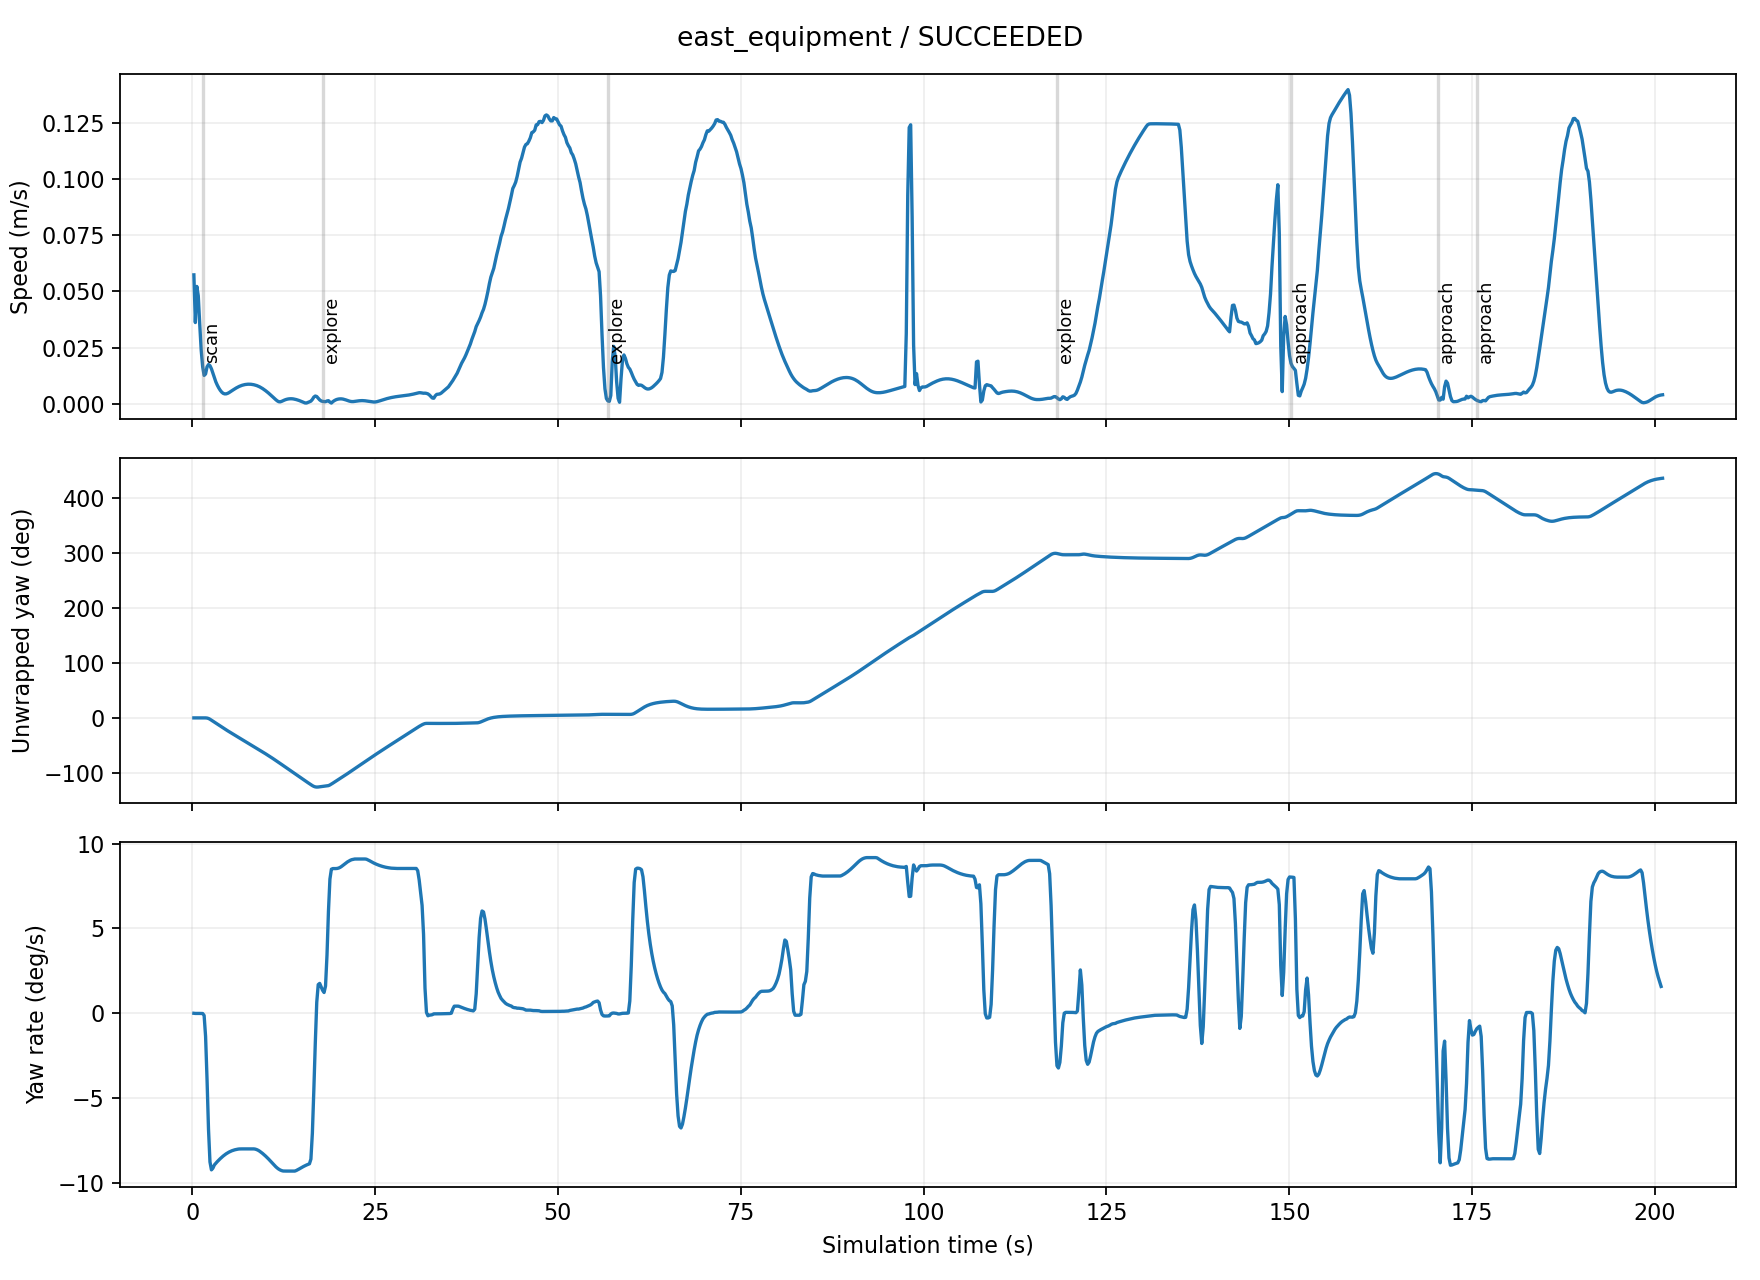 east_equipment / SUCCEEDED
Speed (m/s)
0.125
0.100
0.075
0.050
0.025
0.000
scan
explore
explore
explore
approach
approach
approach
Unwrapped yaw (deg)
400
300
200
100
0
−100
Yaw rate (deg/s)
10
5
0
−5
−10
0 25 50 75 100 125 150 175 200
Simulation time (s)